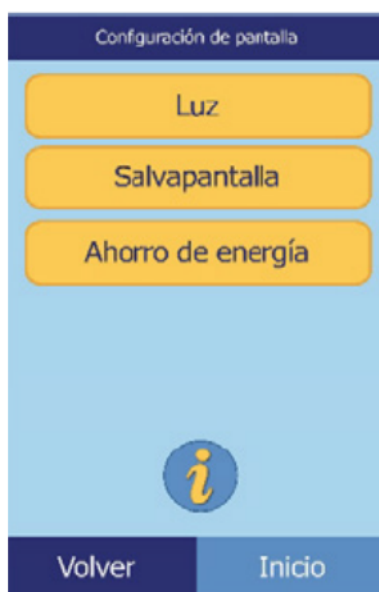 Configuración de pantalla
Luz
Salvapantalla
Ahorro de energía
i
Volver
Inicio